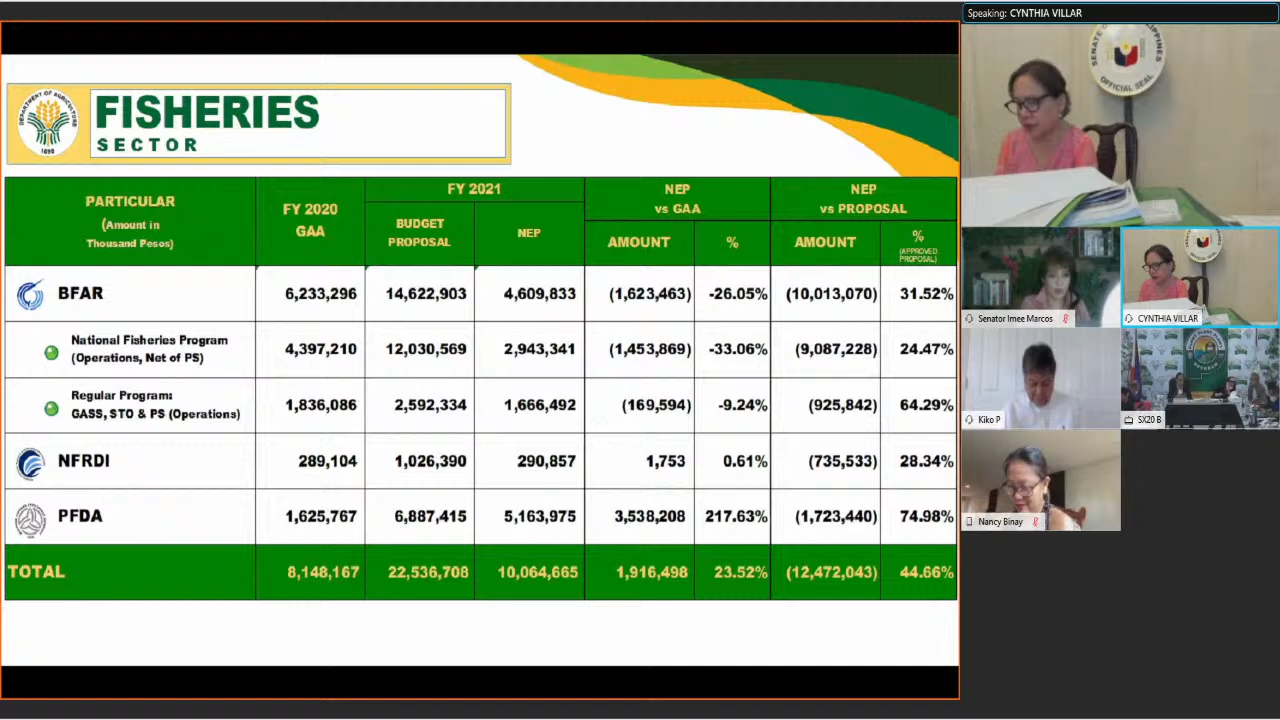 Speaking: CYNTHIA VILLAR
DEPARTMENT OF AGRICULTURE
1898
FISHERIES
SECTOR
PARTICULAR
(Amount in
Thousand Pesos)
FY 2020
GAA
FY 2021
BUDGET
PROPOSAL
NEP
NEP
vs GAA
AMOUNT
%
NEP
vs PROPOSAL
AMOUNT
%
(APPROVED
PROPOSAL)
BFAR 6,233,296 14,622,903 4,609,833 (1,623,463) -26.05% (10,013,070) 31.52%
National Fisheries Program
(Operations, Net of PS) 4,397,210 12,030,569 2,943,341 (1,453,869) -33.06% (9,087,228) 24.47%
Regular Program:
GASS, STO & PS (Operations) 1,836,086 2,592,334 1,666,492 (169,594) -9.24% (925,842) 64.29%
NFRDI 289,104 1,026,390 290,857 1,753 0.61% (735,533) 28.34%
PFDA 1,625,767 6,887,415 5,163,975 3,538,208 217.63% (1,723,440) 74.98%
TOTAL 8,148,167 22,536,708 10,064,665 1,916,498 23.52% (12,472,043) 44.66%
OFFICIAL SEAL
Senator Imee Marcos
CYNTHIA VILLAR
Kiko P
SX20 B
Nancy Binay